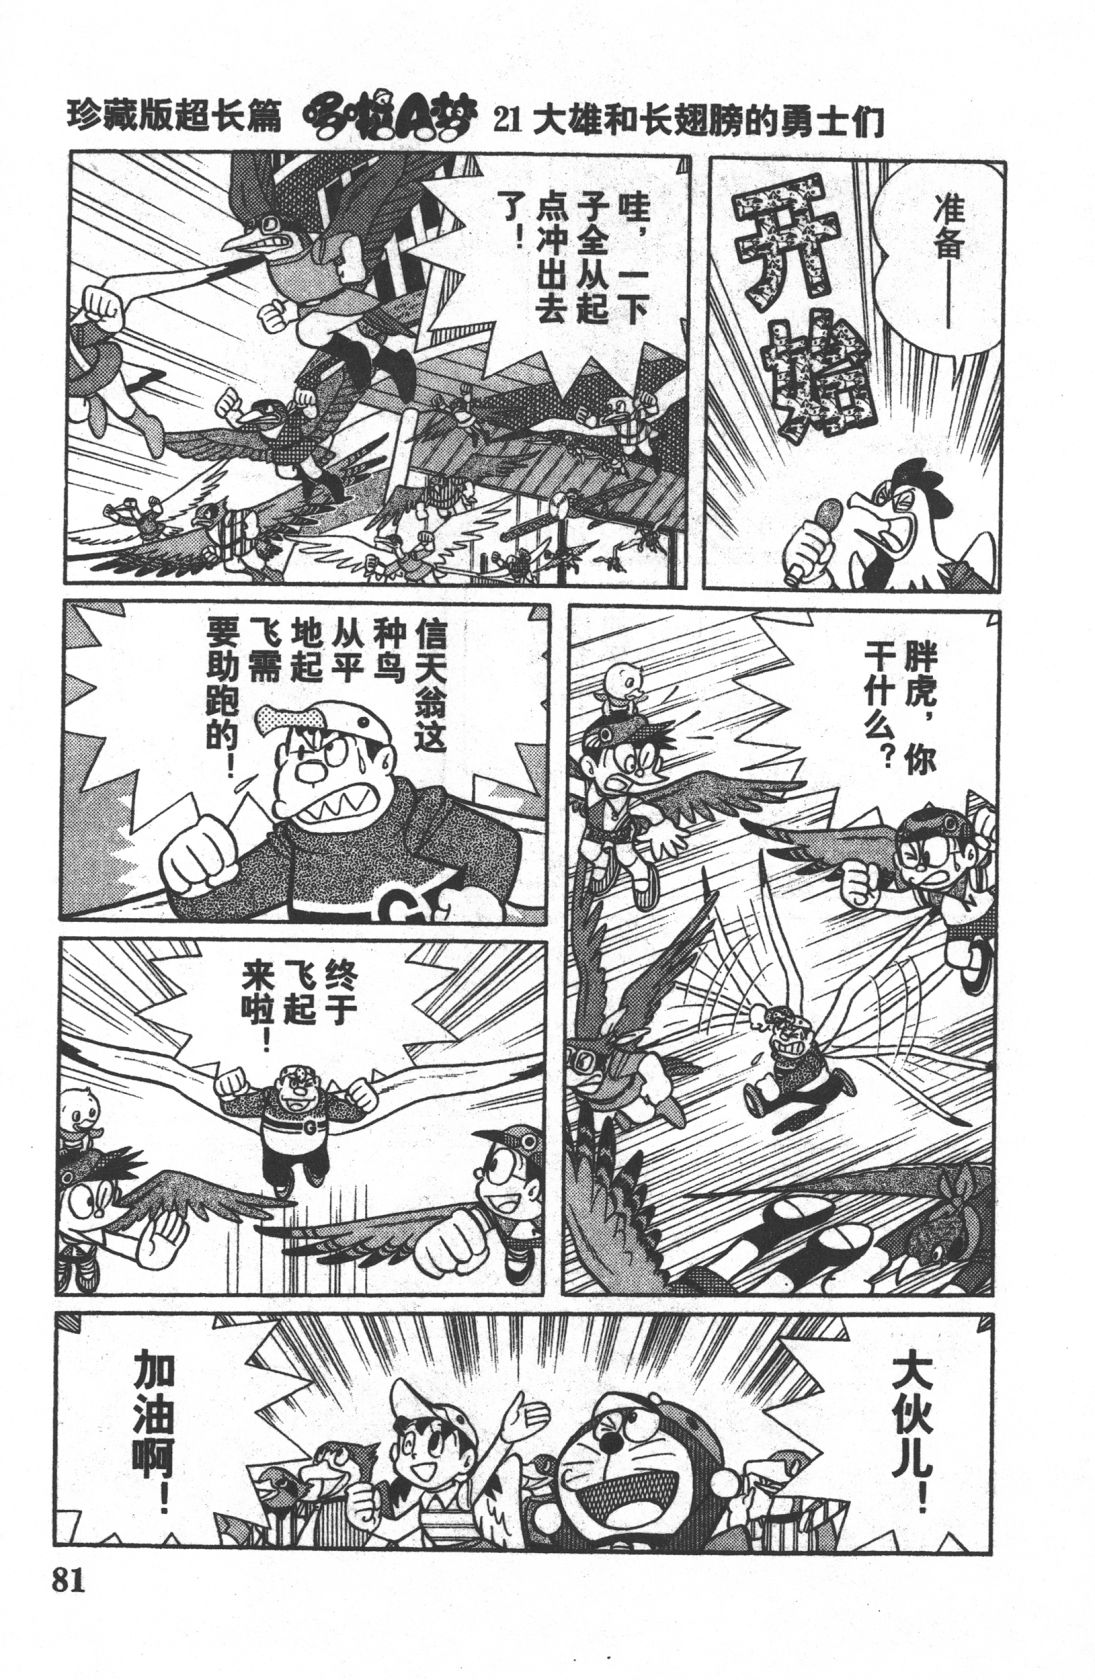 珍藏版超长篇 哆啦A梦 21 大雄和长翅膀的勇士们
准备——
开始
哇，一下
子全从起
点冲出去
了！
胖虎，你
干什么？
信天翁这
种鸟
从平
地起
飞需
要助跑的！
终于
飞起
来啦！
大伙儿！
加油啊！
G
G
81